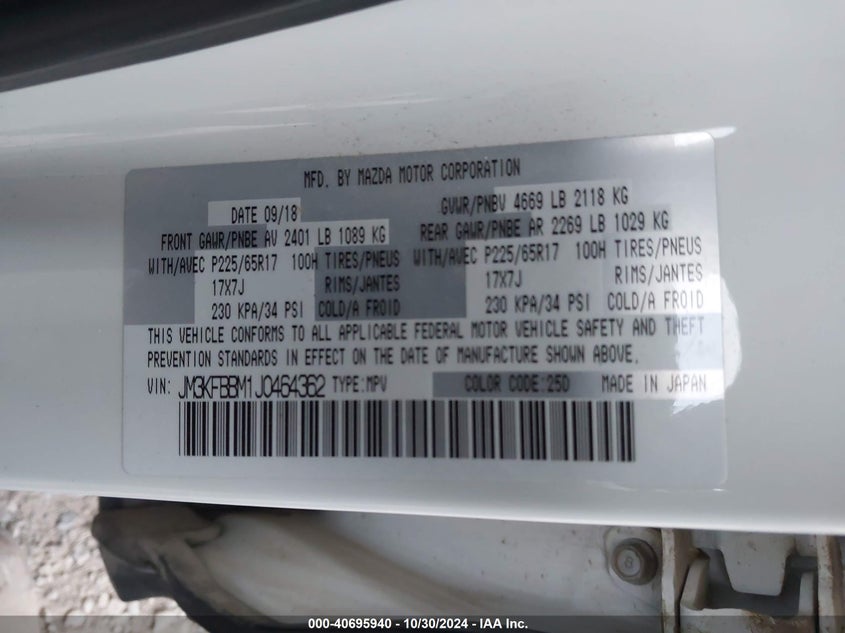 MFD. BY MAZDA MOTOR CORPORATION
DATE 09/18 GVWR/PNBV 4669 LB 2118 KG
FRONT GAWR/PNBE AV 2401 LB 1089 KG REAR GAWR/PNBE AR 2269 LB 1029 KG
WITH/AVEC P225/65R17 100H TIRES/PNEUS WITH/AVEC P225/65R17 100H TIRES/PNEUS
17X7J RIMS/JANTES 17X7J RIMS/JANTES
230 KPA/34 PSI COLD/A FROID 230 KPA/34 PSI COLD/A FROID
THIS VEHICLE CONFORMS TO ALL APPLICABLE FEDERAL MOTOR VEHICLE SAFETY AND THEFT
PREVENTION STANDARDS IN EFFECT ON THE DATE OF MANUFACTURE SHOWN ABOVE.
VIN: JM3KFBBM1J0464362 TYPE:MPV COLOR CODE:25D MADE IN JAPAN
8
000-40695940 - 10/30/2024 - IAA Inc.